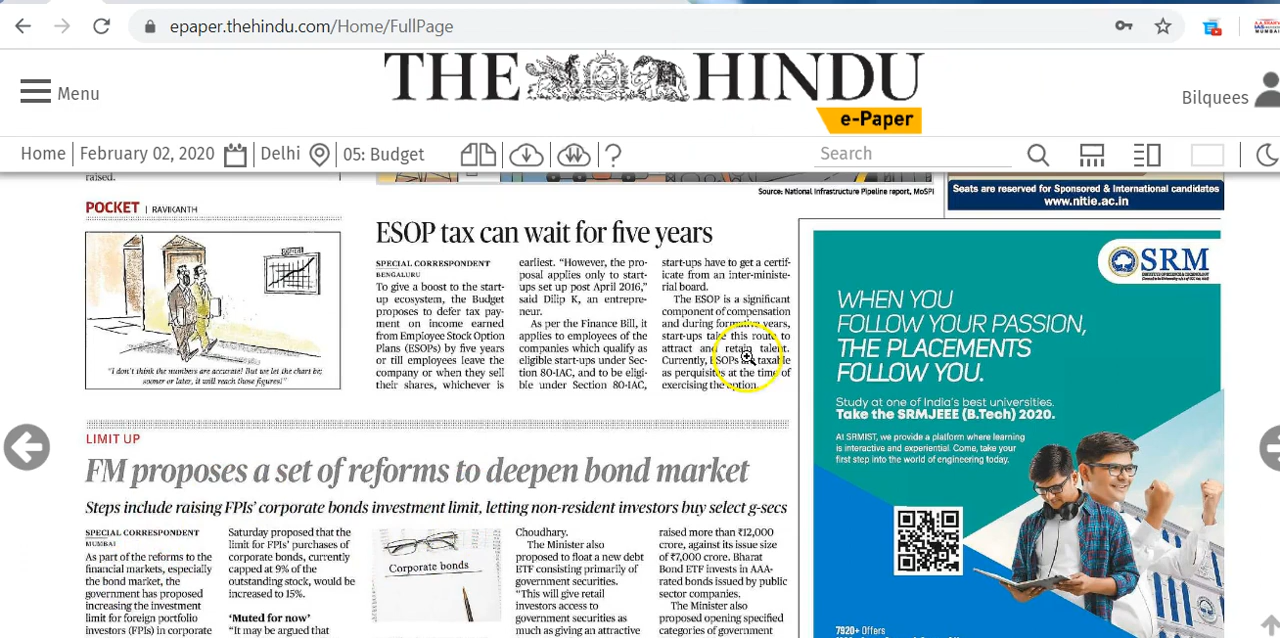 epaper.thehindu.com/Home/FullPage
Menu
THE HINDU
e-Paper
Bilquees
Home
February 02, 2020
Delhi
05: Budget
?
Search
raised.
Source: National Infrastructure Pipeline report, MoSPI
Seats are reserved for Sponsored & International candidates
www.nitie.ac.in
POCKET | RAVIKANTH
"I don't think the numbers are accurate! But we let the chart be;
sooner or later, it will reach those figures!"
ESOP tax can wait for five years
SPECIAL CORRESPONDENT
BENGALURU
To give a boost to the start-
up ecosystem, the Budget
proposes to defer tax pay-
ment on income earned
from Employee Stock Option
Plans (ESOPs) by five years
or till employees leave the
company or when they sell
their shares, whichever is
earliest. “However, the pro-
posal applies only to start-
ups set up post April 2016,”
said Dilip K, an entrepre-
neur.
As per the Finance Bill, it
applies to employees of the
companies which qualify as
eligible start-ups under Sec-
tion 80-IAC, and to be eligi-
ble under Section 80-IAC,
start-ups have to get a certif-
icate from an inter-ministe-
rial board.
The ESOP is a significant
component of compensation
and during formative years,
start-ups take this route to
attract and retain talent.
Currently, ESOPs taxable
as perquisites at the time of
exercising the option.
LIMIT UP
FM proposes a set of reforms to deepen bond market
Steps include raising FPIs’ corporate bonds investment limit, letting non-resident investors buy select g-secs
SPECIAL CORRESPONDENT
MUMBAI
As part of the reforms to the
financial markets, especially
the bond market, the
government has proposed
increasing the investment
limit for foreign portfolio
investors (FPIs) in corporate
Saturday proposed that the
limit for FPIs’ purchases of
corporate bonds, currently
capped at 9% of the
outstanding stock, would be
increased to 15%.
‘Muted for now’
“It may be argued that
Corporate bonds
Choudhary.
The Minister also
proposed to float a new debt
ETF consisting primarily of
government securities.
“This will give retail
investors access to
government securities as
much as giving an attractive
raised more than ₹12,000
crore, against its issue size
of ₹7,000 crore. Bharat
Bond ETF invests in AAA-
rated bonds issued by public
sector companies.
The Minister also
proposed opening specified
categories of government
SRM
WHEN YOU
FOLLOW YOUR PASSION,
THE PLACEMENTS
FOLLOW YOU.
Study at one of India's best universities.
Take the SRMJEEE (B.Tech) 2020.
At SRMIST, we provide a platform where learning
is interactive and experiential. Come, take your
first step into the world of engineering today.
7920+ Offers